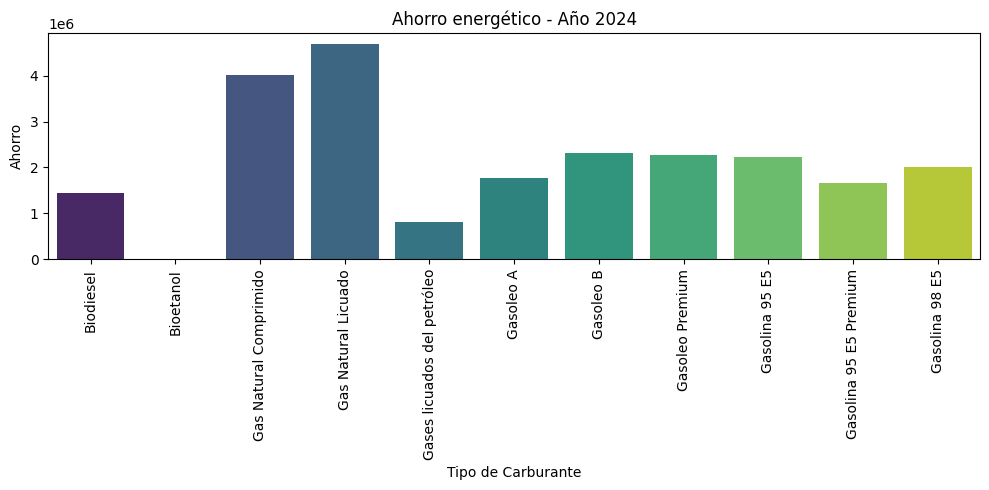 Ahorro energético - Año 2024
1e6
Ahorro
4
3
2
1
0
Biodiesel
Bioetanol
Gas Natural Comprimido
Gas Natural Licuado
Gases licuados del petróleo
Gasoleo A
Gasoleo B
Gasoleo Premium
Gasolina 95 E5
Gasolina 95 E5 Premium
Gasolina 98 E5
Tipo de Carburante